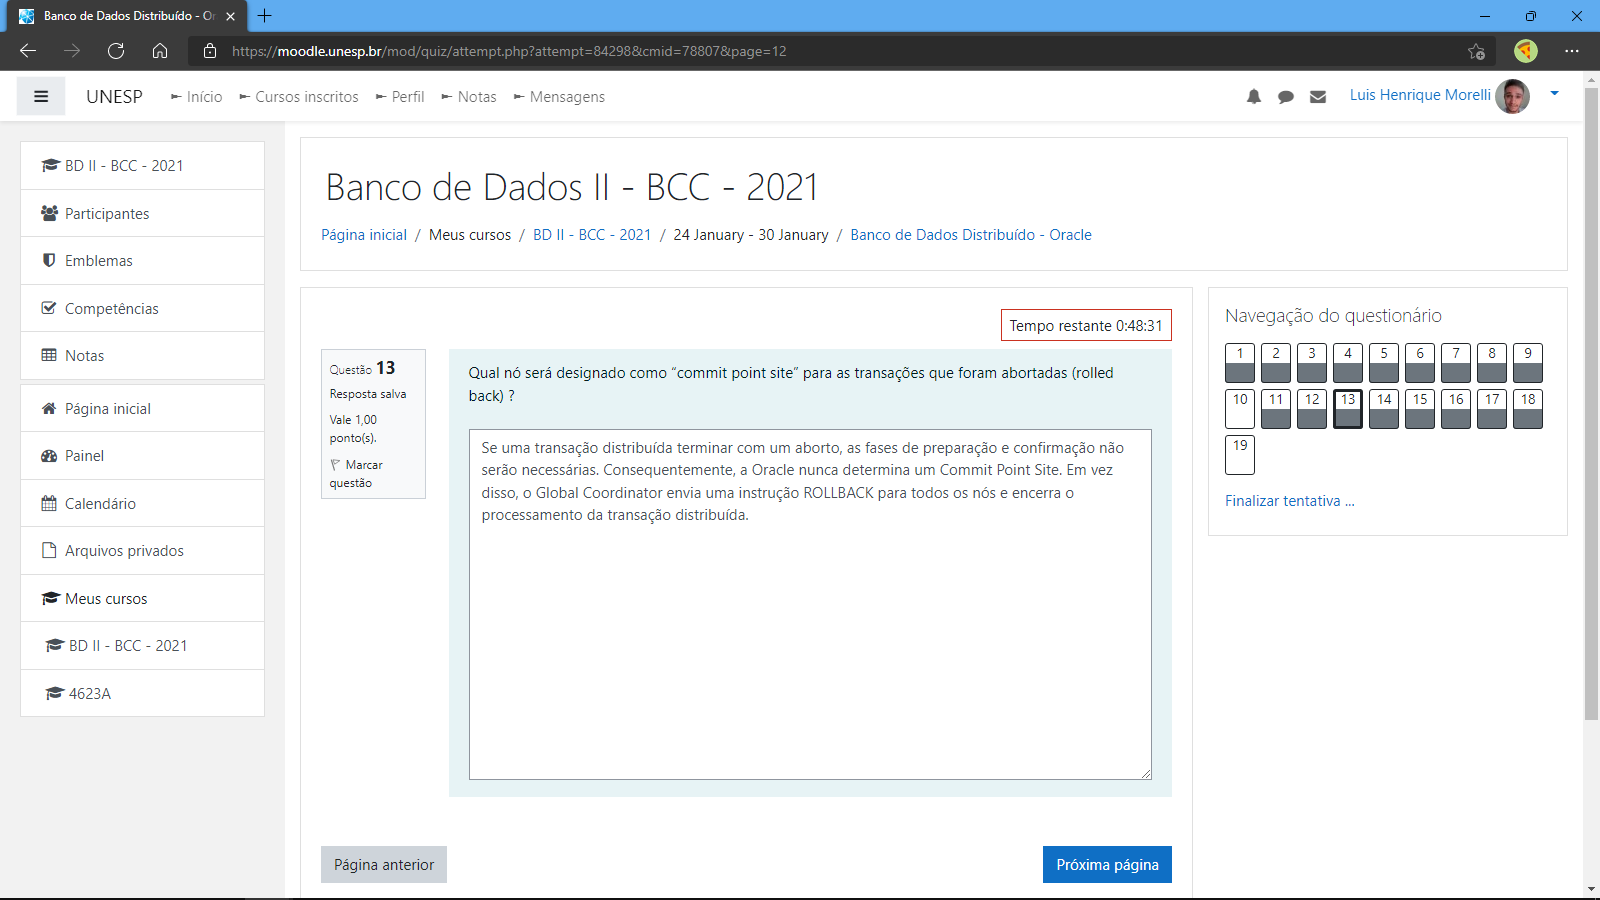 Banco de Dados Distribuído - Or
https://moodle.unesp.br/mod/quiz/attempt.php?attempt=84298&cmid=78807&page=12
UNESP
Início
Cursos inscritos
Perfil
Notas
Mensagens
Luis Henrique Morelli
BD II - BCC - 2021
Participantes
Emblemas
Competências
Notas
Página inicial
Painel
Calendário
Arquivos privados
Meus cursos
BD II - BCC - 2021
4623A
Banco de Dados II - BCC - 2021
Página inicial / Meus cursos / BD II - BCC - 2021 / 24 January - 30 January / Banco de Dados Distribuído - Oracle
Tempo restante 0:48:31
Questão 13
Resposta salva
Vale 1,00
ponto(s).
Marcar
questão
Qual nó será designado como “commit point site” para as transações que foram abortadas (rolled
back) ?
Se uma transação distribuída terminar com um aborto, as fases de preparação e confirmação não
serão necessárias. Consequentemente, a Oracle nunca determina um Commit Point Site. Em vez
disso, o Global Coordinator envia uma instrução ROLLBACK para todos os nós e encerra o
processamento da transação distribuída.
Página anterior
Próxima página
Navegação do questionário
1 2 3 4 5 6 7 8 9
10 11 12 13 14 15 16 17 18
19
Finalizar tentativa ...